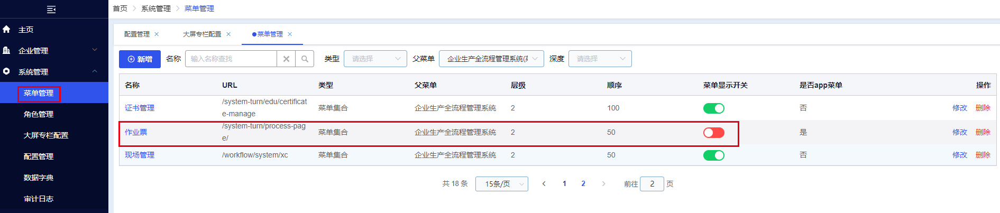 首页 系统管理 菜单管理
主页
企业管理
系统管理
菜单管理
角色管理
大屏专栏配置
配置管理
数据字典
审计日志
配置管理 大屏专栏配置 菜单管理
新增 名称 输入名称查找 类型 请选择 父菜单 企业生产全流程管理系统( 深度 请选择
名称 URL 类型 父菜单 层级 顺序 菜单显示开关 是否app菜单 操作
证书管理 /system-turn/edu/certificat
e-manage 菜单集合 企业生产全流程管理系统 2 100 否 修改 删除
作业票 /system-turn/process-pag
e/ 菜单集合 企业生产全流程管理系统 2 50 是 修改 删除
现场管理 /workflow/system/xc 菜单集合 企业生产全流程管理系统 2 50 否 修改 删除
共 18 条 15条/页 1 2 前往 2 页